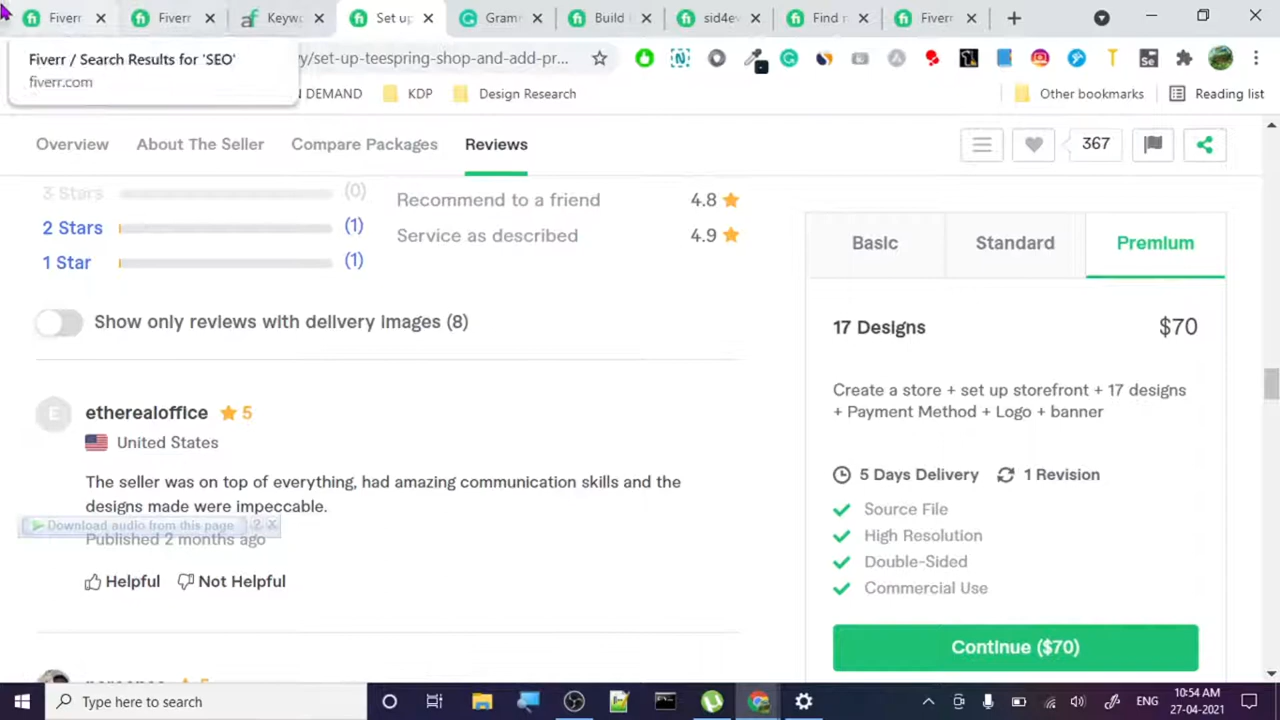 Fiverr
Fiverr
Keywo
Set up
Gram
Build
sid4ev
Find n
Fiverr
y/set-up-teespring-shop-and-add-pr...
Fiverr / Search Results for 'SEO'
fiverr.com
DEMAND
KDP
Design Research
Other bookmarks
Reading list
Overview
About The Seller
Compare Packages
Reviews
367
3 Stars
(0)
2 Stars
(1)
1 Star
(1)
Recommend to a friend
4.8
Service as described
4.9
Show only reviews with delivery images (8)
E
etherealoffice
5
United States
The seller was on top of everything, had amazing communication skills and the
designs made were impeccable.
Download audio from this page ? X
Published 2 months ago
Helpful
Not Helpful
Basic
Standard
Premium
17 Designs
$70
Create a store + set up storefront + 17 designs
+ Payment Method + Logo + banner
5 Days Delivery
1 Revision
Source File
High Resolution
Double-Sided
Commercial Use
Continue ($70)
Type here to search
ENG
10:54 AM
27-04-2021